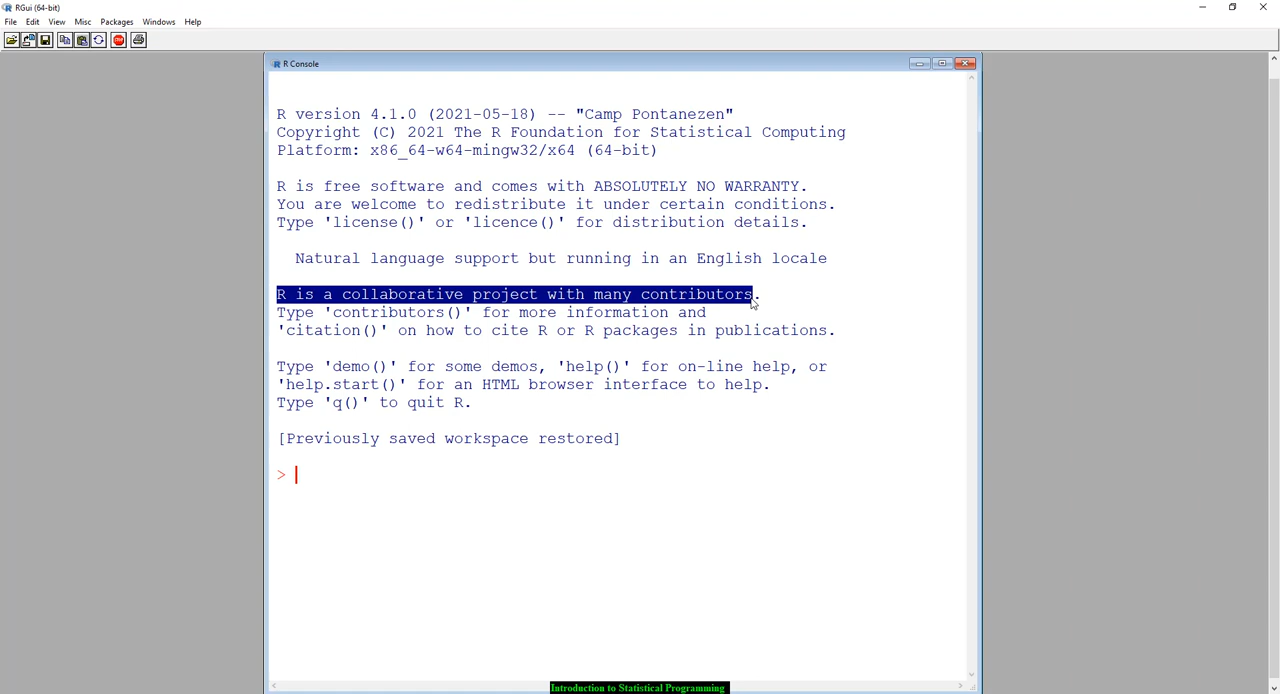 RGui (64-bit)
File Edit View Misc Packages Windows Help
R Console
R version 4.1.0 (2021-05-18) -- "Camp Pontanezen"
Copyright (C) 2021 The R Foundation for Statistical Computing
Platform: x86_64-w64-mingw32/x64 (64-bit)
R is free software and comes with ABSOLUTELY NO WARRANTY.
You are welcome to redistribute it under certain conditions.
Type 'license()' or 'licence()' for distribution details.
Natural language support but running in an English locale
R is a collaborative project with many contributors.
Type 'contributors()' for more information and
'citation()' on how to cite R or R packages in publications.
Type 'demo()' for some demos, 'help()' for on-line help, or
'help.start()' for an HTML browser interface to help.
Type 'q()' to quit R.
[Previously saved workspace restored]
>
Introduction to Statistical Programming